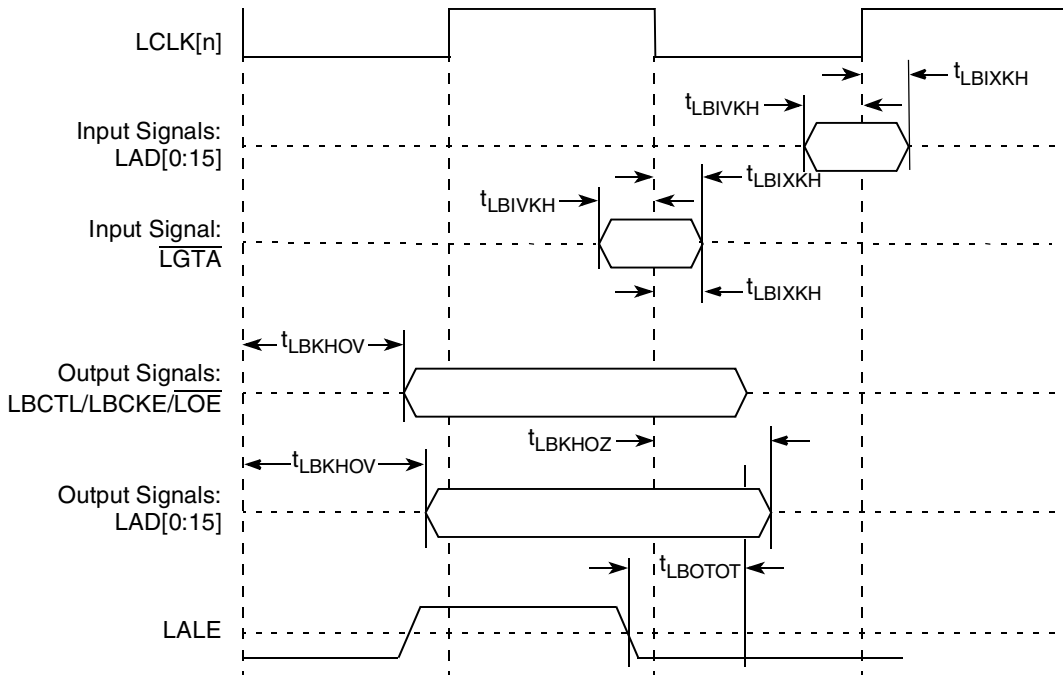 LCLK[n]
tLBIXKH
tLBIVKH
Input Signals:
LAD[0:15]
tLBIXKH
tLBIVKH
Input Signal:
LGTA
tLBIXKH
tLBKHOV
Output Signals:
LBCTL/LBCKE/LOE
tLBKHOZ
tLBKHOV
Output Signals:
LAD[0:15]
tLBOTOT
LALE